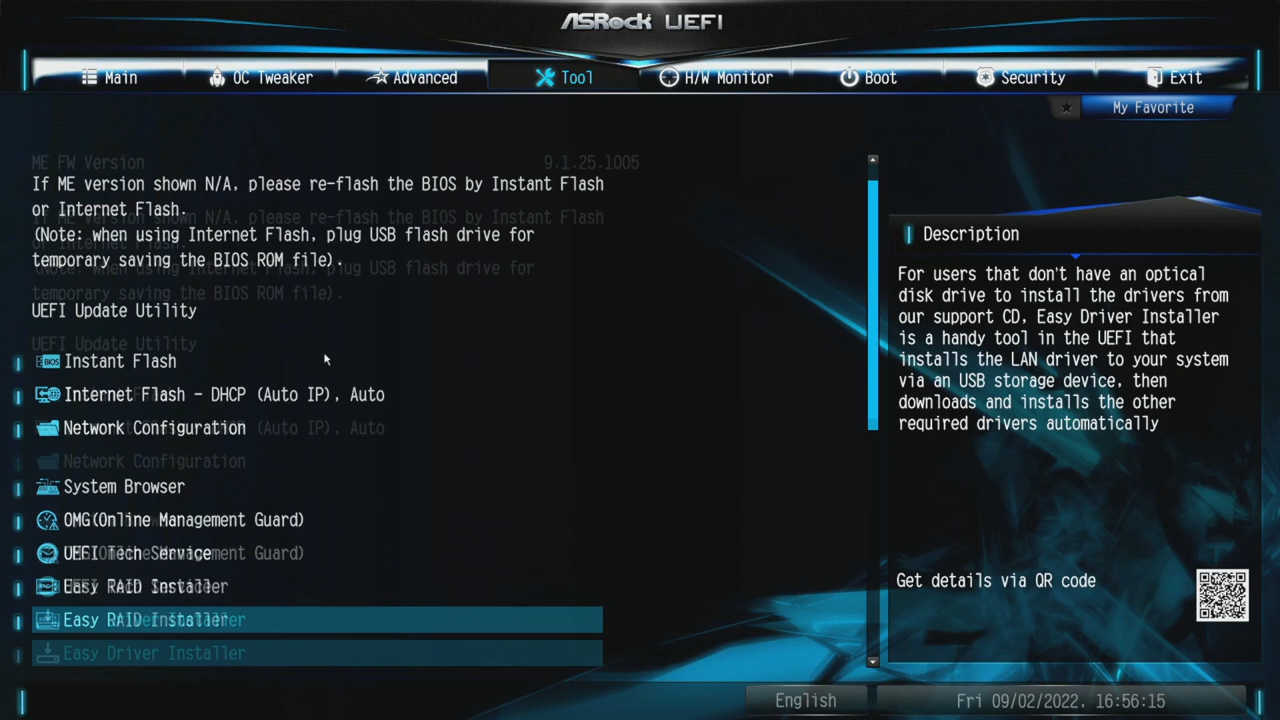 ASRock UEFI
Main
OC Tweaker
Advanced
Tool
H/W Monitor
Boot
Security
Exit
My Favorite
ME FW Version 9.1.25.1005
If ME version shown N/A, please re-flash the BIOS by Instant Flash
or Internet Flash.
(Note: when using Internet Flash, plug USB flash drive for
temporary saving the BIOS ROM file).
UEFI Update Utility
Instant Flash
Internet Flash - DHCP (Auto IP), Auto
Network Configuration
System Browser
OMG(Online Management Guard)
UEFI Tech Service
Easy RAID Installer
Easy Driver Installer
Description
For users that don't have an optical
disk drive to install the drivers from
our support CD, Easy Driver Installer
is a handy tool in the UEFI that
installs the LAN driver to your system
via an USB storage device, then
downloads and installs the other
required drivers automatically
Get details via QR code
English
Fri 09/02/2022, 16:56:15